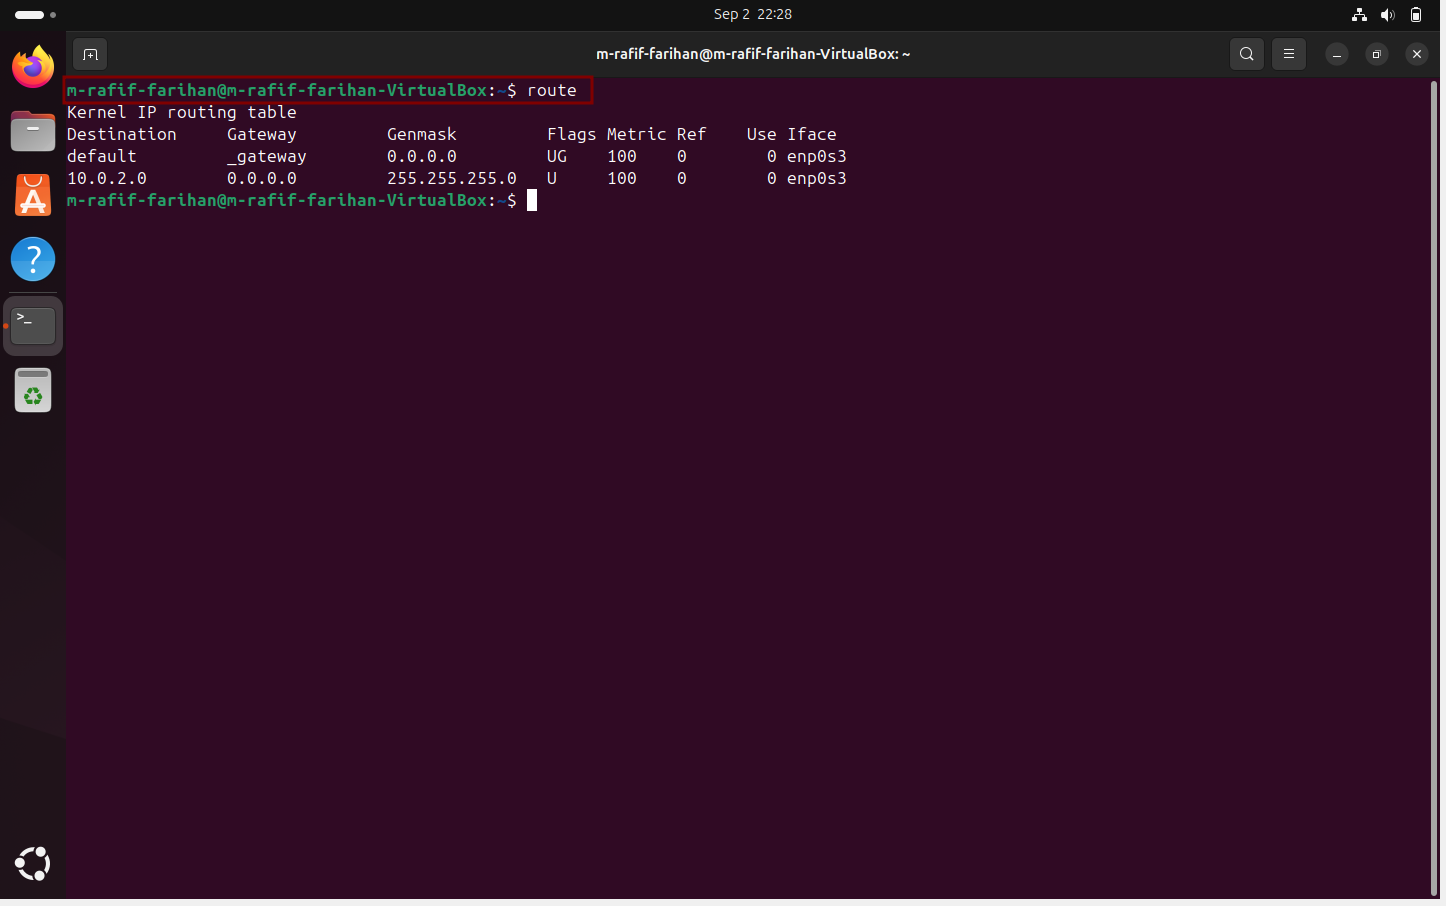 Sep 2 22:28
m-rafif-farihan@m-rafif-farihan-VirtualBox: ~
m-rafif-farihan@m-rafif-farihan-VirtualBox:~$ route
Kernel IP routing table
Destination     Gateway         Genmask         Flags Metric Ref    Use Iface
default         _gateway        0.0.0.0         UG    100    0        0 enp0s3
10.0.2.0        0.0.0.0         255.255.255.0   U     100    0        0 enp0s3
m-rafif-farihan@m-rafif-farihan-VirtualBox:~$